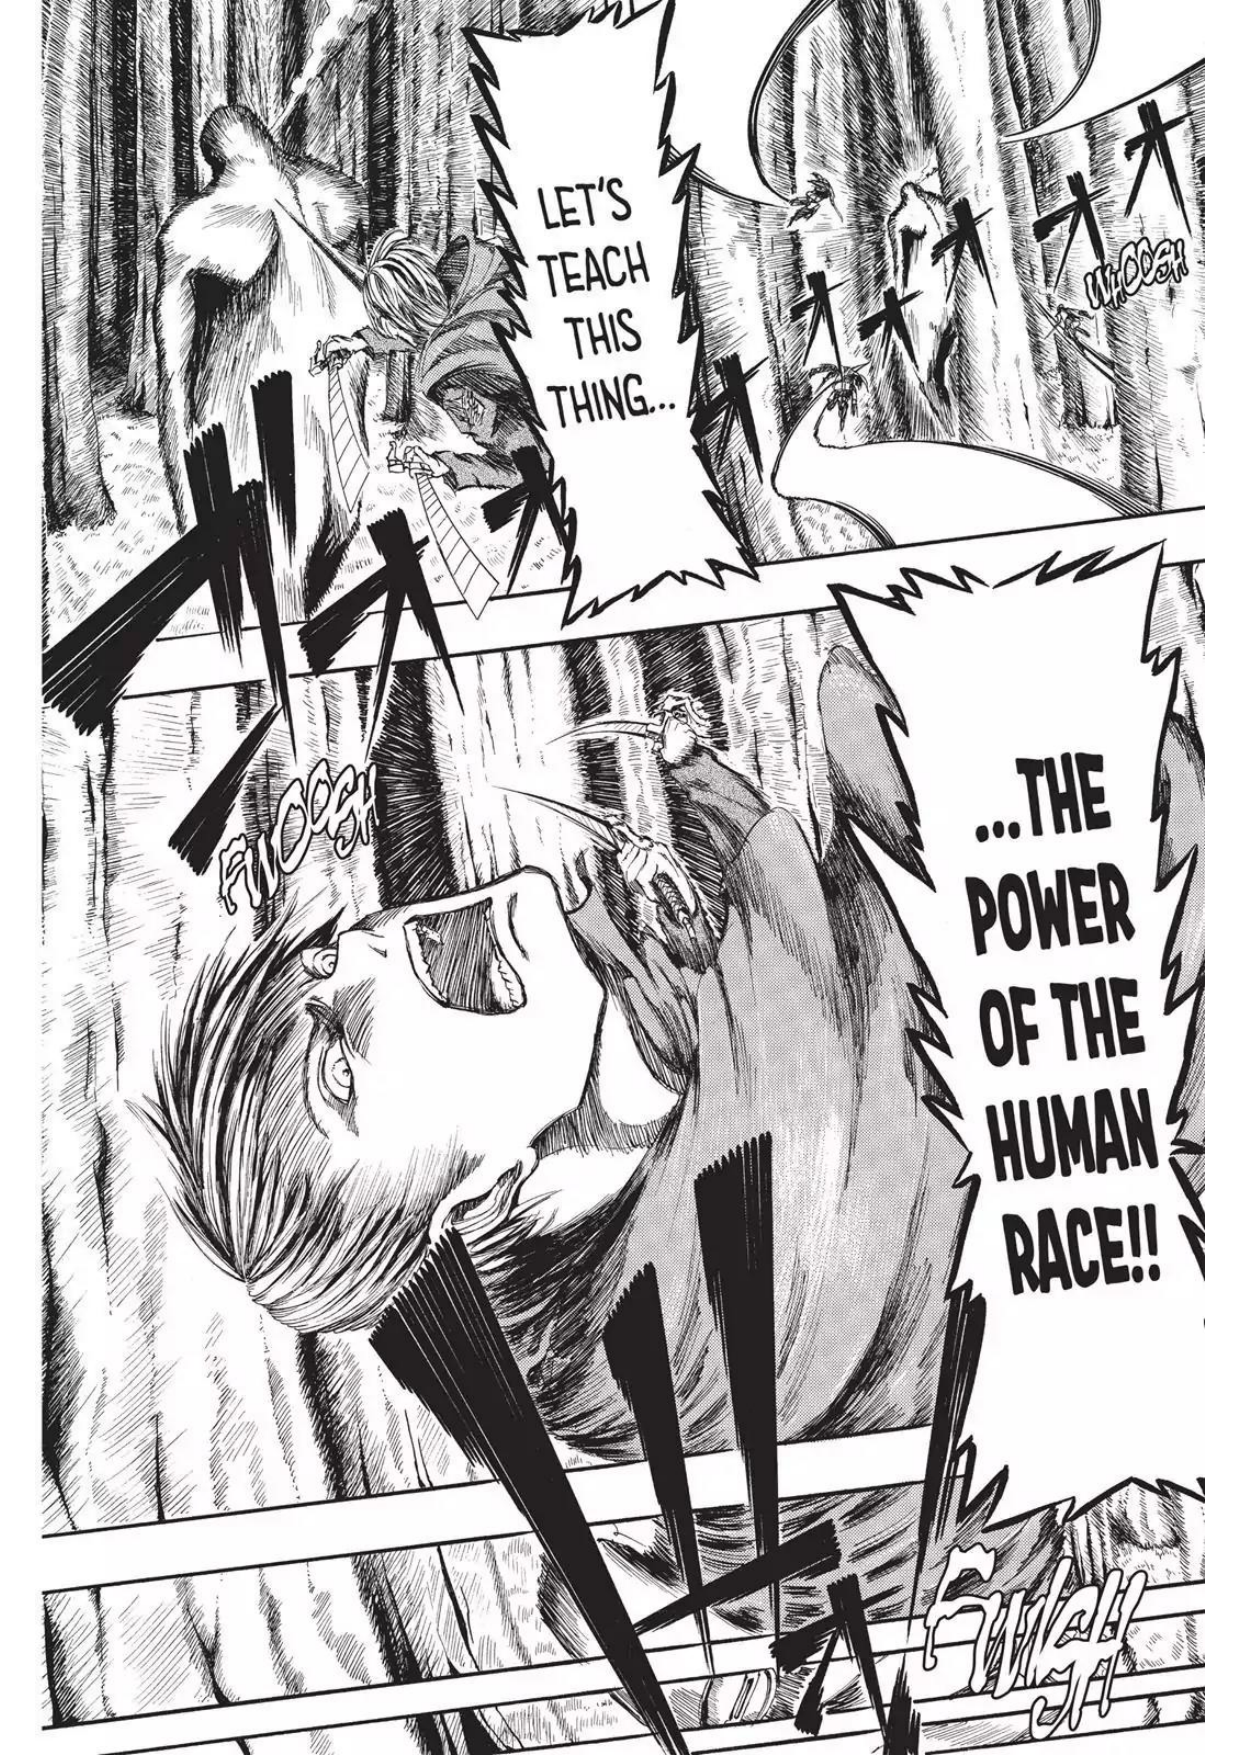 WHOOSH
LET'S
TEACH
THIS
THING...
FWOOSH
...THE
POWER
OF THE
HUMAN
RACE!!
FWISH